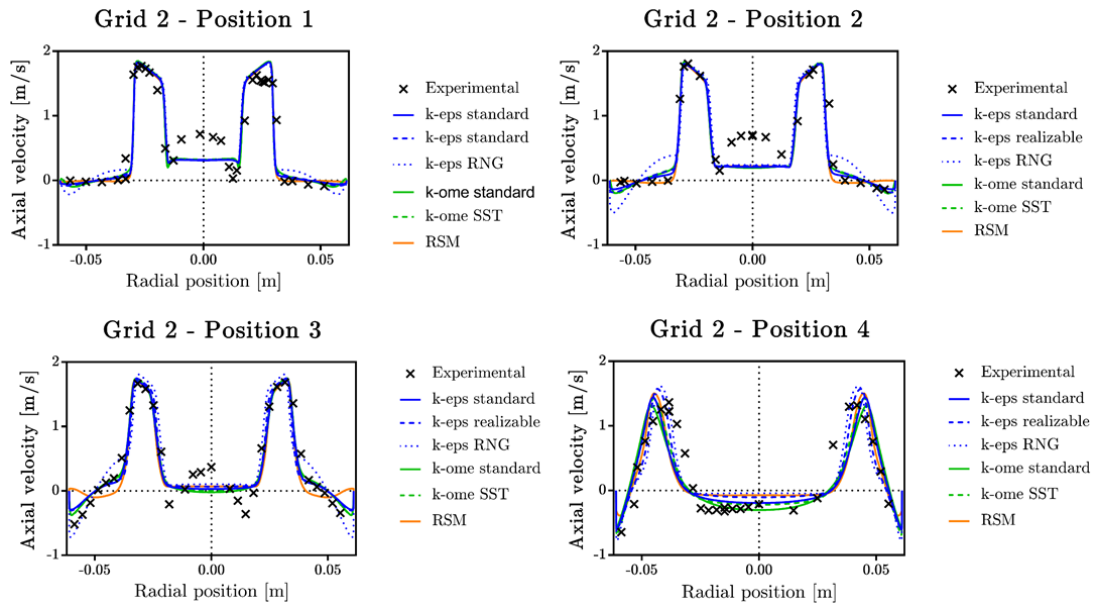 Grid 2 - Position 1
Axial velocity [m/s]
2
1
0
-1
-0.05 0.00 0.05
Radial position [m]
Experimental
k-eps standard
k-eps standard
k-eps RNG
k-ome standard
k-ome SST
RSM
Grid 2 - Position 2
Axial velocity [m/s]
2
1
0
-1
-0.05 0.00 0.05
Radial position [m]
Experimental
k-eps standard
k-eps realizable
k-eps RNG
k-ome standard
k-ome SST
RSM
Grid 2 - Position 3
Axial velocity [m/s]
2
1
0
-1
-0.05 0.00 0.05
Radial position [m]
Experimental
k-eps standard
k-eps realizable
k-eps RNG
k-ome standard
k-ome SST
RSM
Grid 2 - Position 4
Axial velocity [m/s]
2
1
0
-1
-0.05 0.00 0.05
Radial position [m]
Experimental
k-eps standard
k-eps realizable
k-eps RNG
k-ome standard
k-ome SST
RSM